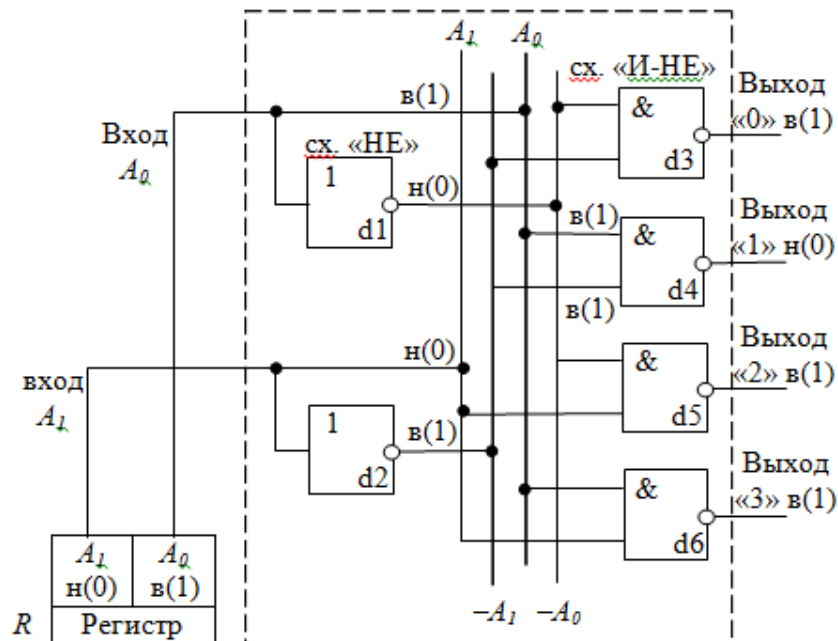 A₁ A₀
сх. «И-НЕ»
Выход
«0» в(1)
&
d3
в(1)
Вход
A₀
сх. «НЕ»
1
d1
н(0)
в(1)
&
d4
в(1)
Выход
«1» н(0)
н(0)
вход
A₁
1
d2
в(1)
&
d5
Выход
«2» в(1)
&
d6
Выход
«3» в(1)
A₁ A₀
н(0) в(1)
R Регистр
–A₁ –A₀